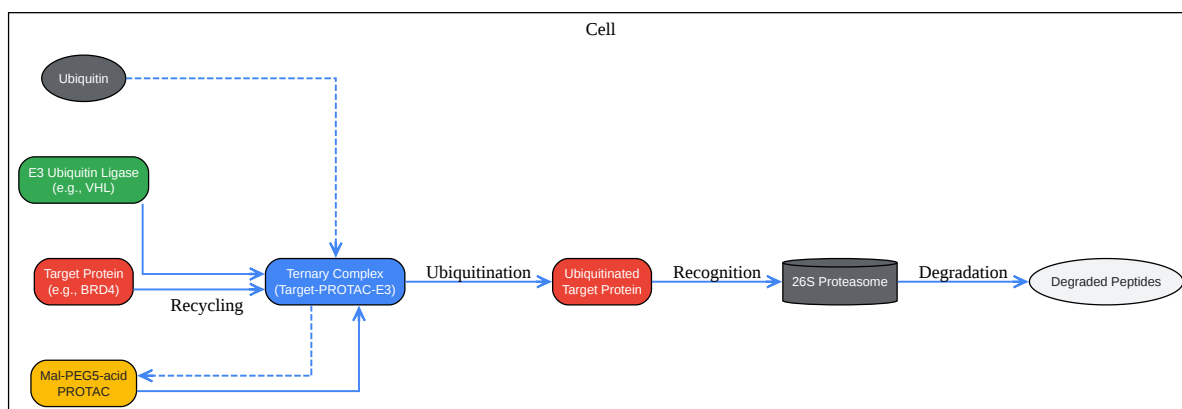 Cell
Ubiquitin
E3 Ubiquitin Ligase
(e.g., VHL)
Target Protein
(e.g., BRD4)
Recycling
Ternary Complex
(Target-PROTAC-E3)
Ubiquitination
Ubiquitinated
Target Protein
Recognition
26S Proteasome
Degradation
Degraded Peptides
Mal-PEG5-acid
PROTAC